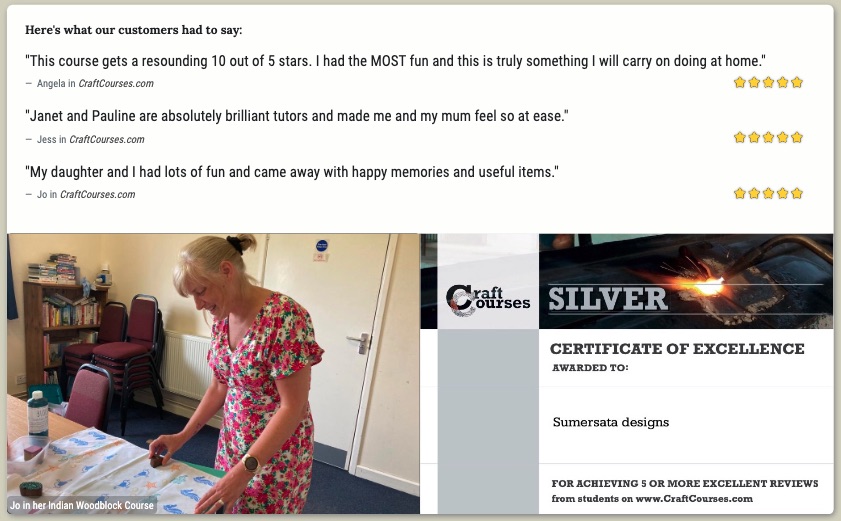 Here's what our customers had to say:
"This course gets a resounding 10 out of 5 stars. I had the MOST fun and this is truly something I will carry on doing at home."
— Angela in CraftCourses.com
"Janet and Pauline are absolutely brilliant tutors and made me and my mum feel so at ease."
— Jess in CraftCourses.com
"My daughter and I had lots of fun and came away with happy memories and useful items."
— Jo in CraftCourses.com
Jo in her Indian Woodblock Course
Craft
Courses
SILVER
CERTIFICATE OF EXCELLENCE
AWARDED TO:
Sumersata designs
FOR ACHIEVING 5 OR MORE EXCELLENT REVIEWS
from students on www.CraftCourses.com